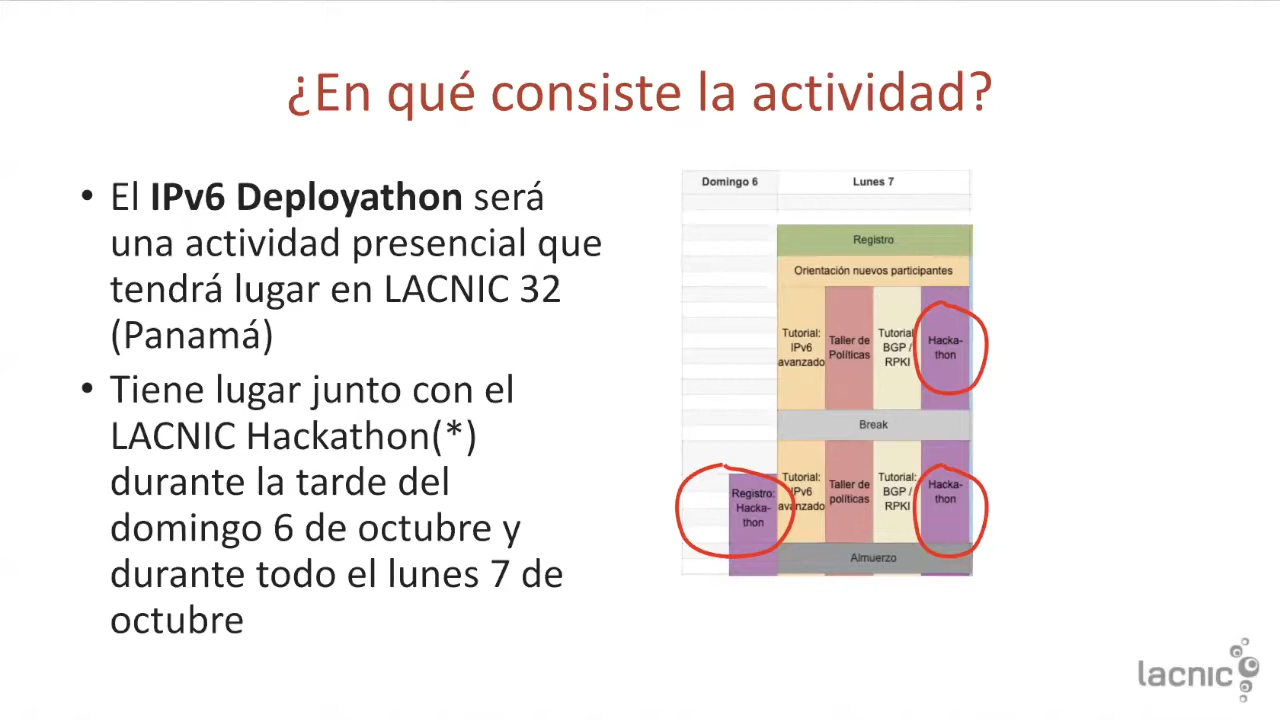 ¿En qué consiste la actividad?
• El IPv6 Deployathon será
una actividad presencial que
tendrá lugar en LACNIC 32
(Panamá)
• Tiene lugar junto con el
LACNIC Hackathon(*)
durante la tarde del
domingo 6 de octubre y
durante todo el lunes 7 de
octubre
Domingo 6
Lunes 7
Registro
Orientación nuevos participantes
Tutorial:
IPv6
avanzado
Taller de
Políticas
Tutorial:
BGP /
RPKI
Hacka-
thon
Break
Registro:
Hacka-
thon
Tutorial:
IPv6
avanzado
Taller de
políticas
Tutorial:
BGP /
RPKI
Hacka-
thon
Almuerzo
lacnic